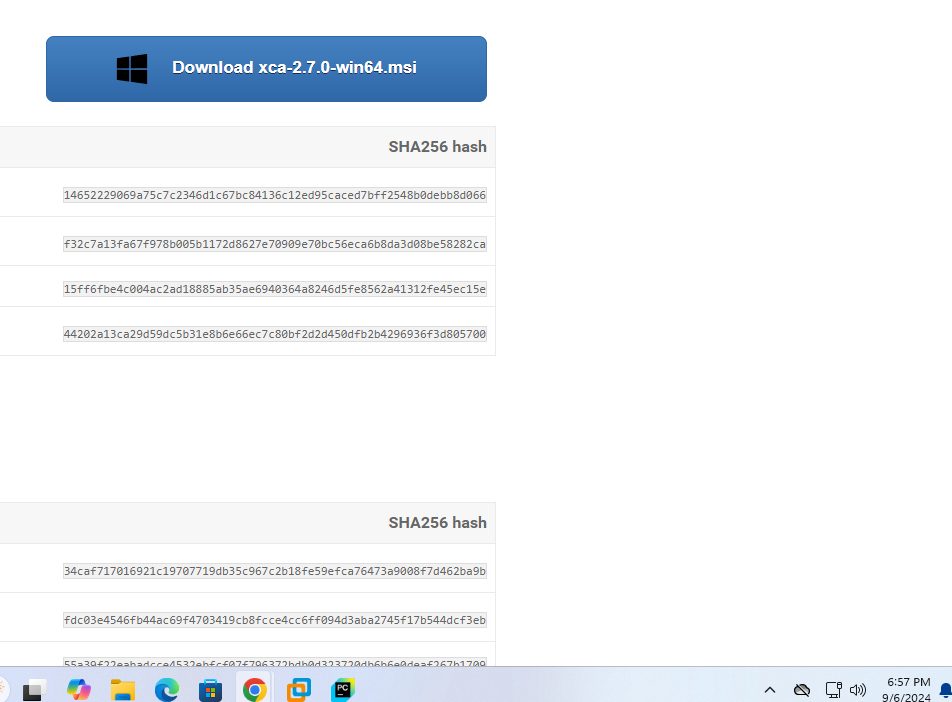 Download xca-2.7.0-win64.msi
SHA256 hash
14652229069a75c7c2346d1c67bc84136c12ed95caced7bff2548b0debb8d066
f32c7a13fa67f978b005b1172d8627e70909e70bc56eca6b8da3d08be58282ca
15ff6fbe4c004ac2ad18885ab35ae6940364a8246d5fe8562a41312fe45ec15e
44202a13ca29d59dc5b31e8b6e66ec7c80bf2d2d450dfb2b4296936f3d805700
SHA256 hash
34caf717016921c19707719db35c967c2b18fe59efca76473a9008f7d462ba9b
fdc03e4546fb44ac69f4703419cb8fcce4cc6ff094d3aba2745f17b544dcf3eb
PC
6:57 PM
9/6/2024